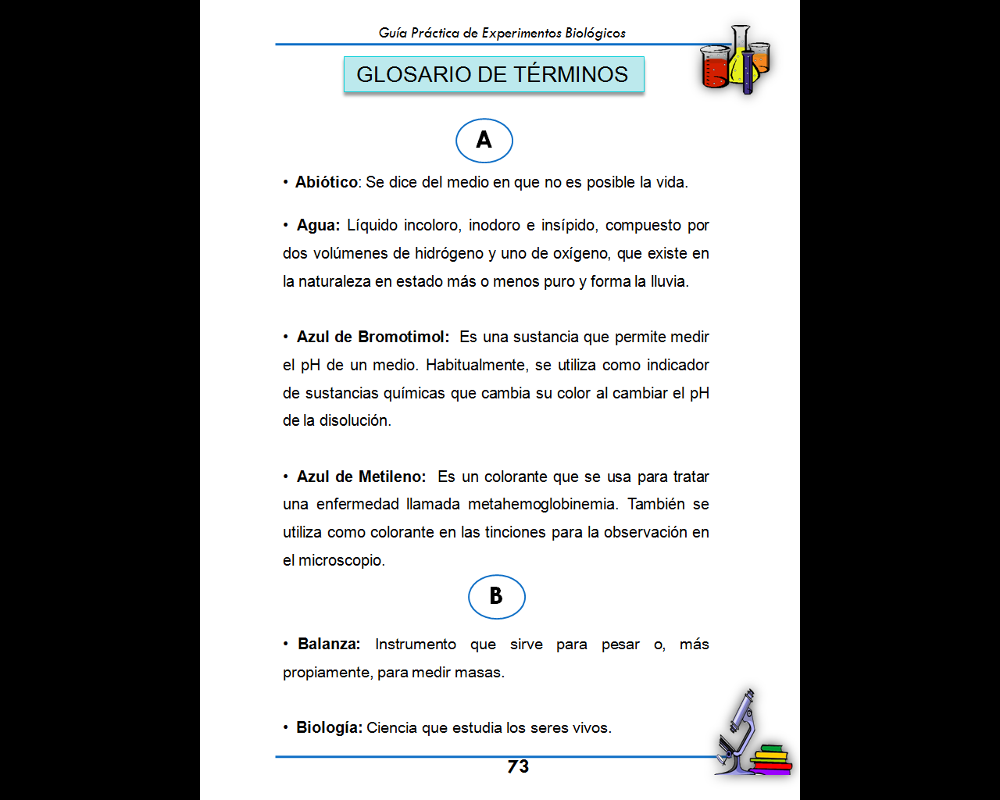 Guía Práctica de Experimentos Biológicos
GLOSARIO DE TÉRMINOS
A
• Abiótico: Se dice del medio en que no es posible la vida.
• Agua: Líquido incoloro, inodoro e insípido, compuesto por
dos volúmenes de hidrógeno y uno de oxígeno, que existe en
la naturaleza en estado más o menos puro y forma la lluvia.
• Azul de Bromotimol: Es una sustancia que permite medir
el pH de un medio. Habitualmente, se utiliza como indicador
de sustancias químicas que cambia su color al cambiar el pH
de la disolución.
• Azul de Metileno: Es un colorante que se usa para tratar
una enfermedad llamada metahemoglobinemia. También se
utiliza como colorante en las tinciones para la observación en
el microscopio.
B
• Balanza: Instrumento que sirve para pesar o, más
propiamente, para medir masas.
• Biología: Ciencia que estudia los seres vivos.
73